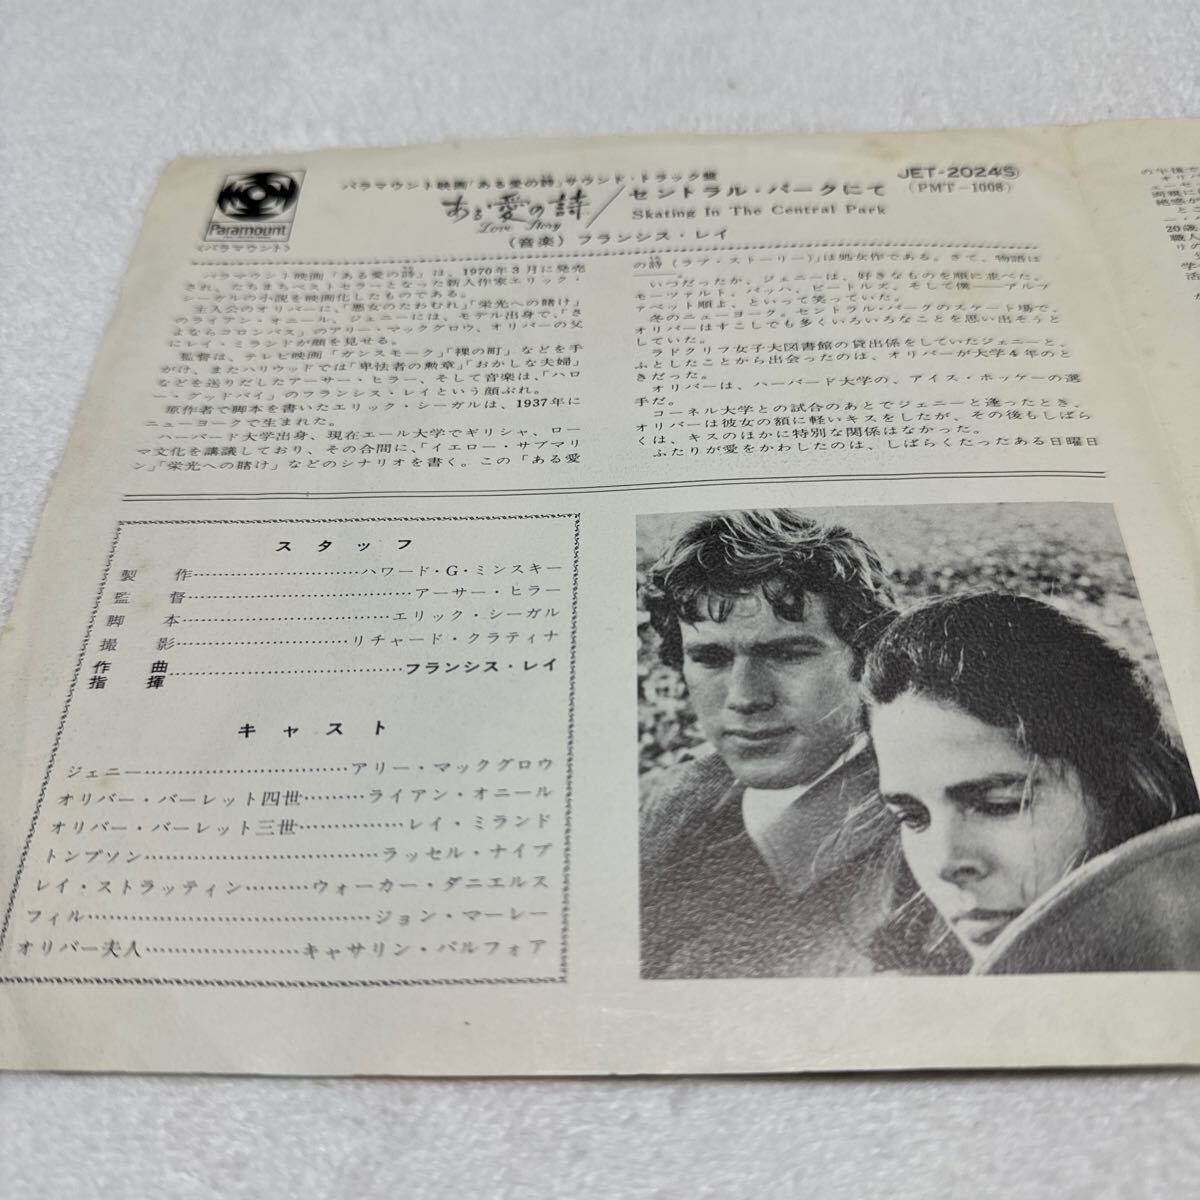 Paramount
〈パラマウント〉
パラマウント映画「ある愛の詩」サウンド・トラック盤
ある愛の詩／セントラル・パークにて
Love Story
Skating In The Central Park
(音楽) フランシス・レイ
JET-2024(S)
(PMT-1008)
パラマウント映画「ある愛の詩」は、1970年3月に発売
され、たちまちベストセラーとなった新人作家エリック・
シーガルの小説を映画化したものである。
主人公のオリバーに、「悪女のたわむれ」「栄光への賭け」
のライアン・オニール、ジェニーには、モデル出身で、「さ
よならコロンバス」のアリー・マックグロウ、オリバーの父
にレイ・ミランドが顔を見せる。
監督は、テレビ映画「ガンスモーク」「裸の町」などを手
がけ、またハリウッドでは「卑怯者の勲章」「おかしな夫婦」
などを送りだしたアーサー・ヒラー、そして音楽は、「ハロ
ー・グッドバイ」のフランシス・レイという顔ぶれ。
原作者で脚本を書いたエリック・シーガルは、1937年に
ニューヨークで生まれた。
ハーバード大学出身、現在エール大学でギリシャ、ロー
マ文化を講議しており、その合間に、「イエロー・サブマリ
ン」「栄光への賭け」などのシナリオを書く。この「ある愛
の詩 (ラブ・ストーリー)」は処女作である。さて、物語は
――。
いつだったか、ジェニーは、好きなものを順に並べた。
モーツァルト、バッハ、ビートルズ。そして僕――アルフ
ァベット順よ、といって笑っていた。
冬のニューヨーク。セントラル・パークのスケート場で、
オリバーはすこしでも多くいろいろなことを思い出そうと
していた。
ラドクリフ女子大図書館の貸出係をしていたジェニーと、
ふとしたことから出会ったのは、オリバーが大学4年のと
きだった。
オリバーは、ハーバード大学の、アイス・ホッケーの選
手だ。
コーネル大学との試合のあとでジェニーと逢ったとき、
オリバーは彼女の額に軽いキスをしたが、その後もしばら
くは、キスのほかに特別な関係はなかった。
ふたりが愛をかわしたのは、しばらくたったある日曜日
の午後で
オリバ
20歳
職人
りの
スタッフ
製作……ハワード・G・ミンスキー
監督……アーサー・ヒラー
脚本……エリック・シーガル
撮影……リチャード・クラティナ
作曲
指揮……フランシス・レイ
キャスト
ジェニー……アリー・マックグロウ
オリバー・バーレット四世……ライアン・オニール
オリバー・バーレット三世……レイ・ミランド
トンプソン……ラッセル・ナイプ
レイ・ストラッティン……ウォーカー・ダニエルス
フィル……ジョン・マーレー
オリバー夫人……キャサリン・バルフォア